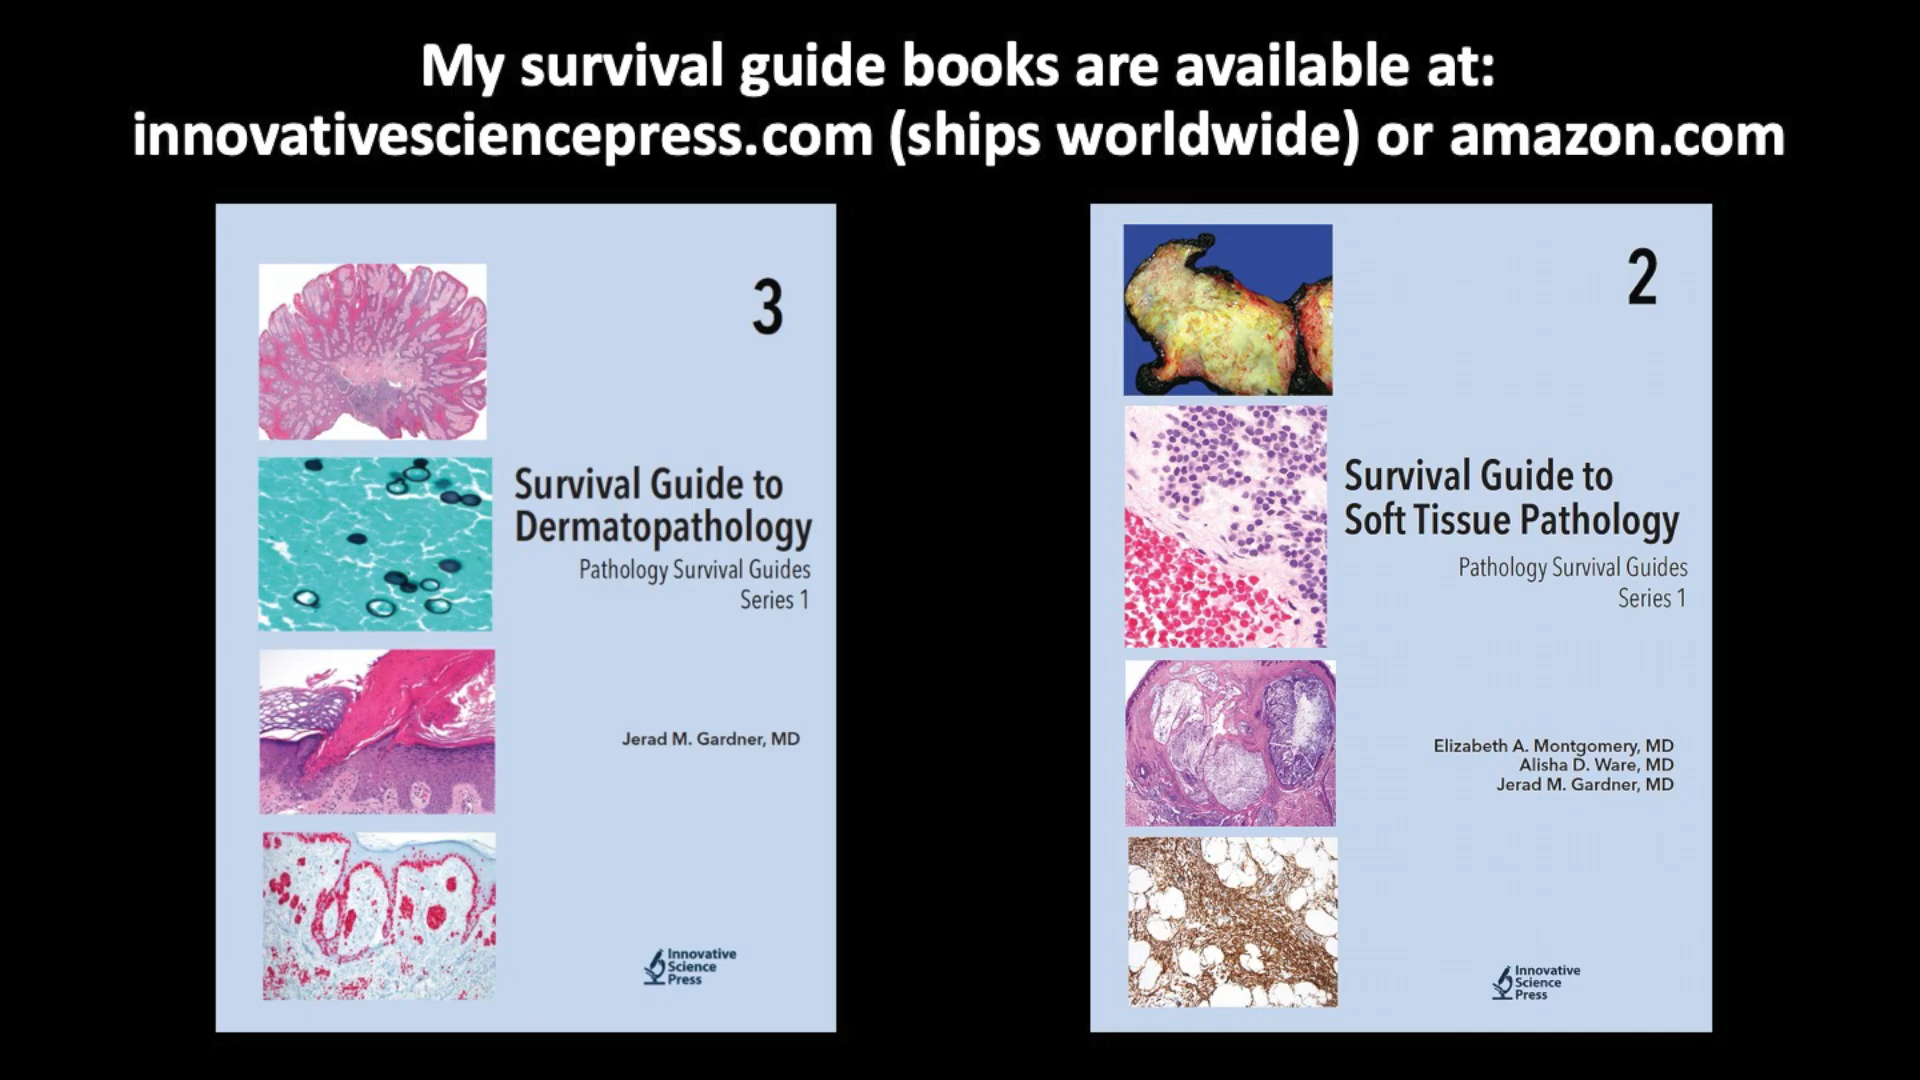 My survival guide books are available at:
innovativesciencepress.com (ships worldwide) or amazon.com
3
Survival Guide to
Dermatopathology
Pathology Survival Guides
Series 1
Jerad M. Gardner, MD
Innovative
Science
Press
2
Survival Guide to
Soft Tissue Pathology
Pathology Survival Guides
Series 1
Elizabeth A. Montgomery, MD
Alisha D. Ware, MD
Jerad M. Gardner, MD
Innovative
Science
Press